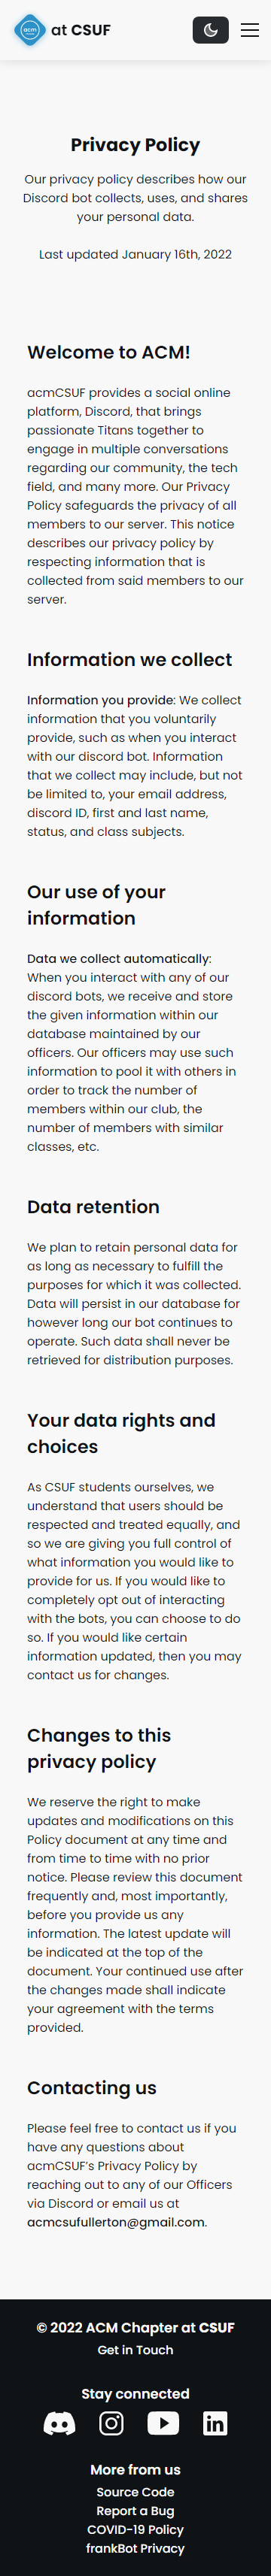 acm
at CSUF
Privacy Policy
Our privacy policy describes how our
Discord bot collects, uses, and shares
your personal data.
Last updated January 16th, 2022
Welcome to ACM!
acmCSUF provides a social online
platform, Discord, that brings
passionate Titans together to
engage in multiple conversations
regarding our community, the tech
field, and many more. Our Privacy
Policy safeguards the privacy of all
members to our server. This notice
describes our privacy policy by
respecting information that is
collected from said members to our
server.
Information we collect
Information you provide: We collect
information that you voluntarily
provide, such as when you interact
with our discord bot. Information
that we collect may include, but not
be limited to, your email address,
discord ID, first and last name,
status, and class subjects.
Our use of your
information
Data we collect automatically:
When you interact with any of our
discord bots, we receive and store
the given information within our
database maintained by our
officers. Our officers may use such
information to pool it with others in
order to track the number of
members within our club, the
number of members with similar
classes, etc.
Data retention
We plan to retain personal data for
as long as necessary to fulfill the
purposes for which it was collected.
Data will persist in our database for
however long our bot continues to
operate. Such data shall never be
retrieved for distribution purposes.
Your data rights and
choices
As CSUF students ourselves, we
understand that users should be
respected and treated equally, and
so we are giving you full control of
what information you would like to
provide for us. If you would like to
completely opt out of interacting
with the bots, you can choose to do
so. If you would like certain
information updated, then you may
contact us for changes.
Changes to this
privacy policy
We reserve the right to make
updates and modifications on this
Policy document at any time and
from time to time with no prior
notice. Please review this document
frequently and, most importantly,
before you provide us any
information. The latest update will
be indicated at the top of the
document. Your continued use after
the changes made shall indicate
your agreement with the terms
provided.
Contacting us
Please feel free to contact us if you
have any questions about
acmCSUF's Privacy Policy by
reaching out to any of our Officers
via Discord or email us at
acmcsufullerton@gmail.com.
© 2022 ACM Chapter at CSUF
Get in Touch
Stay connected
in
More from us
Source Code
Report a Bug
COVID-19 Policy
frankBot Privacy